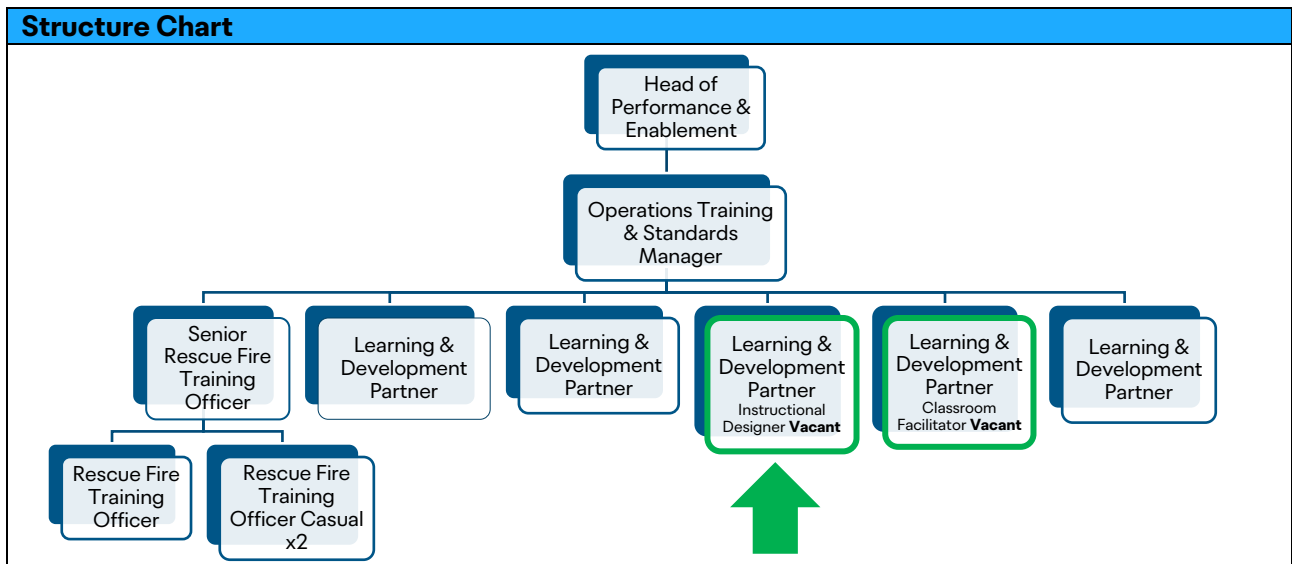 Structure Chart
Head of
Performance &
Enablement
Operations Training
& Standards
Manager
Senior
Rescue Fire
Training
Officer
Learning &
Development
Partner
Learning &
Development
Partner
Learning &
Development
Partner
Instructional
Designer Vacant
Learning &
Development
Partner
Classroom
Facilitator Vacant
Learning &
Development
Partner
Rescue Fire
Training
Officer
Rescue Fire
Training
Officer Casual
x2